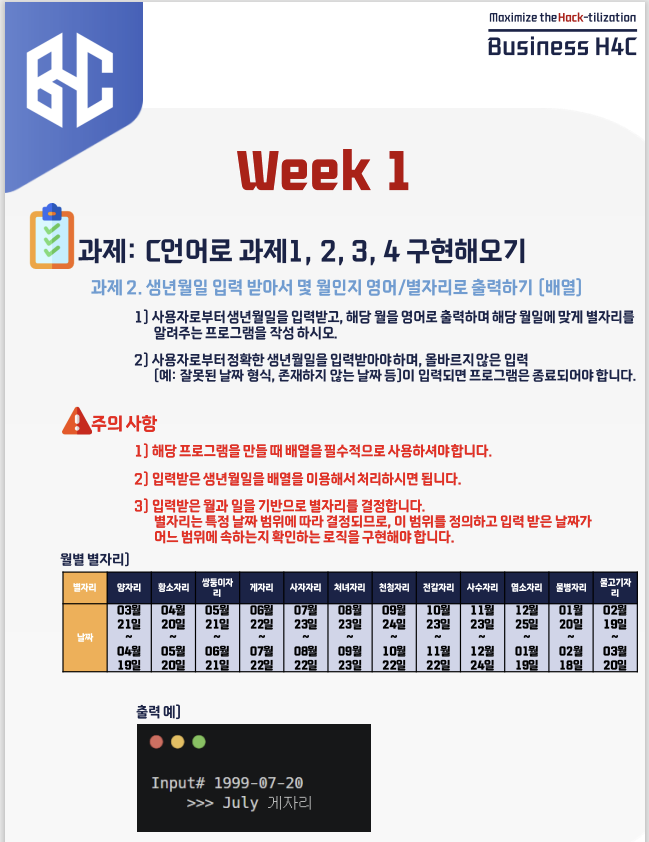 Maximize the Hack-tilization
Business H4C
BHC
Week 1
과제: C언어로 과제1, 2, 3, 4 구현해오기
과제 2. 생년월일 입력 받아서 몇 월인지 영어/별자리로 출력하기 [배열]
1] 사용자로부터 생년월일을 입력받고, 해당 월을 영어로 출력하며 해당 월일에 맞게 별자리를
알려주는 프로그램을 작성 하시오.
2] 사용자로부터 정확한 생년월일을 입력받아야 하며, 올바르지 않은 입력
[예: 잘못된 날짜 형식, 존재하지 않는 날짜 등]이 입력되면 프로그램은 종료되어야 합니다.
주의 사항
1] 해당 프로그램을 만들 때 배열을 필수적으로 사용하셔야 합니다.
2] 입력받은 생년월일을 배열을 이용해서 처리하시면 됩니다.
3] 입력받은 월과 일을 기반으로 별자리를 결정합니다.
별자리는 특정 날짜 범위에 따라 결정되므로, 이 범위를 정의하고 입력 받은 날짜가
어느 범위에 속하는지 확인하는 로직을 구현해야 합니다.
월별 별자리]
별자리 양자리 황소자리 쌍둥이자리 게자리 사자자리 처녀자리 천칭자리 전갈자리 사수자리 염소자리 물병자리 물고기자리
날짜
03월 04월 05월 06월 07월 08월 09월 10월 11월 12월 01월 02월
21일 20일 21일 22일 23일 23일 24일 23일 23일 25일 20일 19일
~ ~ ~ ~ ~ ~ ~ ~ ~ ~ ~ ~
04월 05월 06월 07월 08월 09월 10월 11월 12월 01월 02월 03월
19일 20일 21일 22일 22일 23일 22일 22일 24일 19일 18일 20일
출력 예]
Input# 1999-07-20
>>> July 게자리